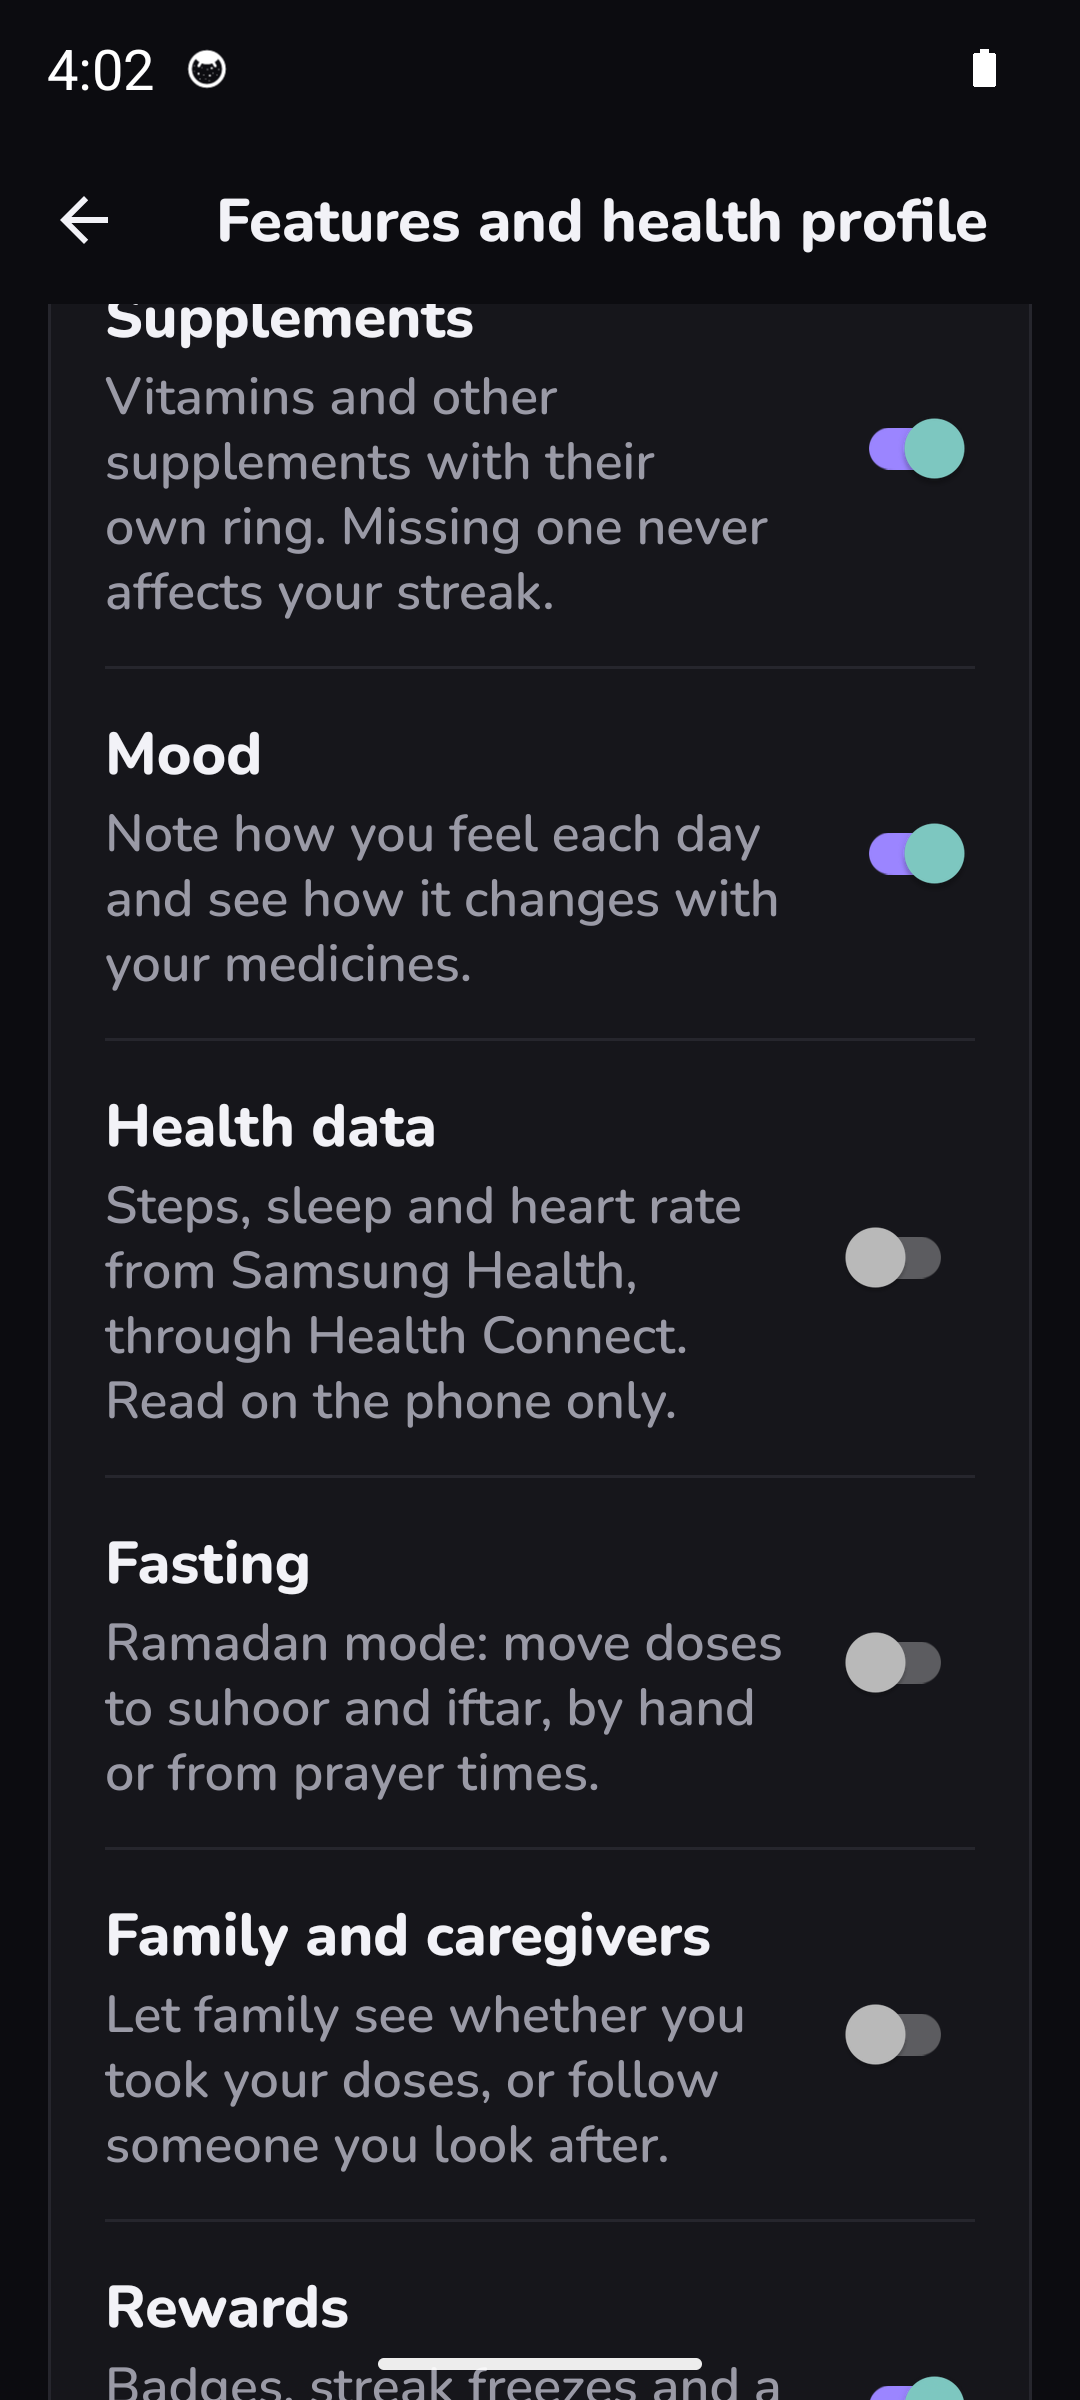 4:02
Features and health profile
Supplements
Vitamins and other
supplements with their
own ring. Missing one never
affects your streak.
Mood
Note how you feel each day
and see how it changes with
your medicines.
Health data
Steps, sleep and heart rate
from Samsung Health,
through Health Connect.
Read on the phone only.
Fasting
Ramadan mode: move doses
to suhoor and iftar, by hand
or from prayer times.
Family and caregivers
Let family see whether you
took your doses, or follow
someone you look after.
Rewards
Badges, streak freezes and a